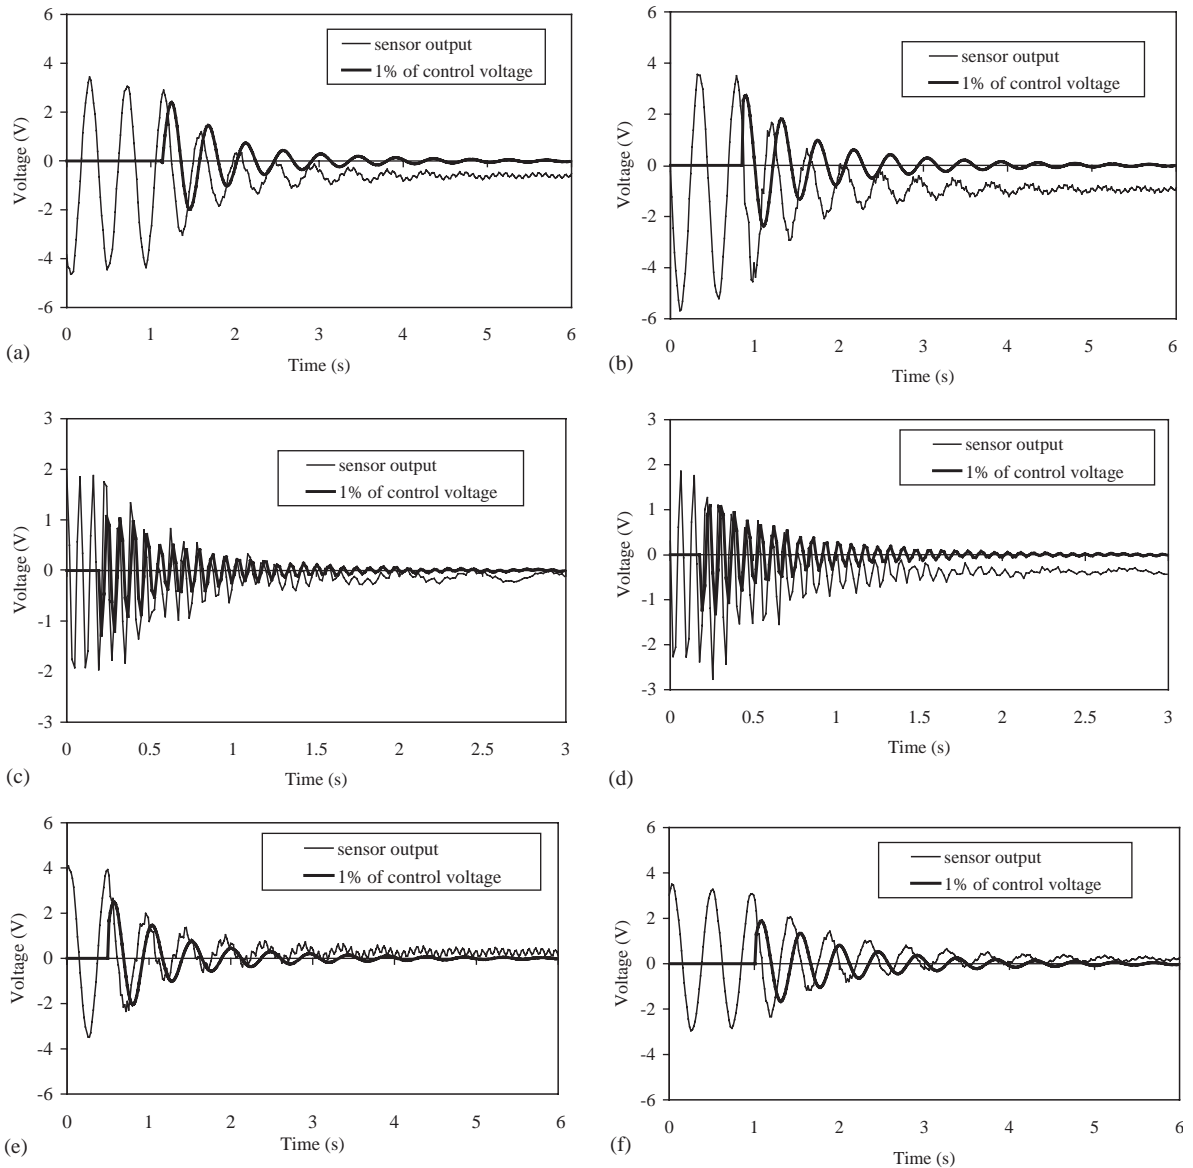 6
4
2
0
-2
-4
-6
Voltage (V)
sensor output
1% of control voltage
0 1 2 3 4 5 6
Time (s)
(a)
6
4
2
0
-2
-4
-6
Voltage (V)
sensor output
1% of control voltage
0 1 2 3 4 5 6
Time (s)
(b)
3
2
1
0
-1
-2
-3
Voltage (V)
sensor output
1% of control voltage
0 0.5 1 1.5 2 2.5 3
Time (s)
(c)
3
2
1
0
-1
-2
-3
Voltage (V)
sensor output
1% of control voltage
0 0.5 1 1.5 2 2.5 3
Time (s)
(d)
6
4
2
0
-2
-4
-6
Voltage (V)
sensor output
1% of control voltage
0 1 2 3 4 5 6
Time (s)
(e)
6
4
2
0
-2
-4
-6
Voltage (V)
sensor output
1% of control voltage
0 1 2 3 4 5 6
Time (s)
(f)